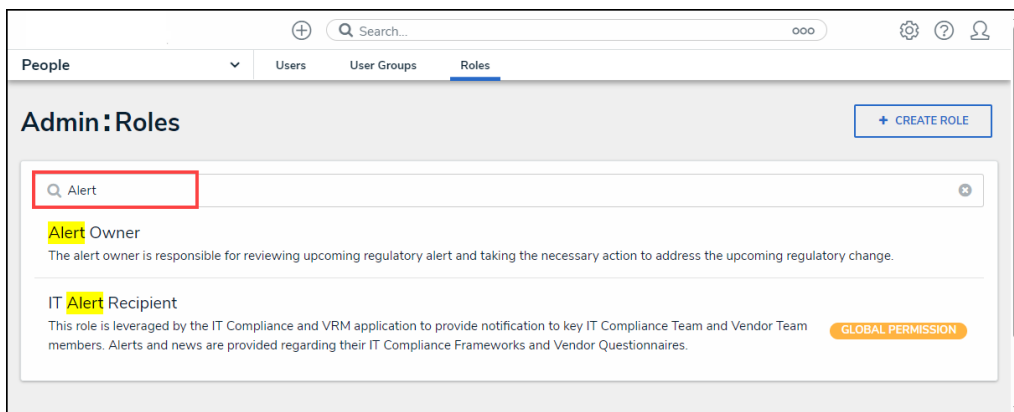 Search...
People
Users
User Groups
Roles
Admin:Roles
+ CREATE ROLE
Alert
Alert Owner
The alert owner is responsible for reviewing upcoming regulatory alert and taking the necessary action to address the upcoming regulatory change.
IT Alert Recipient
This role is leveraged by the IT Compliance and VRM application to provide notification to key IT Compliance Team and Vendor Team
members. Alerts and news are provided regarding their IT Compliance Frameworks and Vendor Questionnaires.
GLOBAL PERMISSION